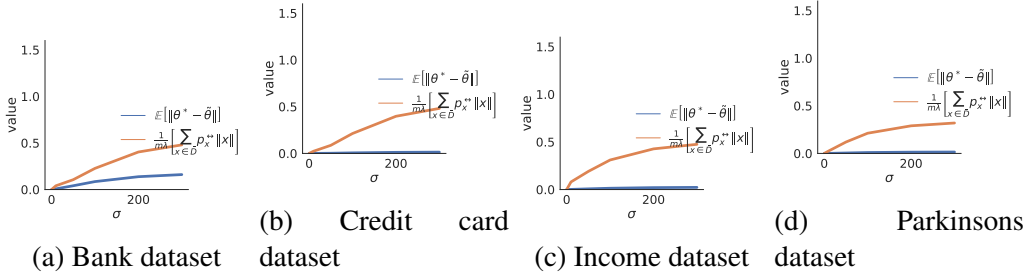 1.5
1.0
0.5
0.0
value
𝔼[‖θ* − θ̃‖]
1/mλ [∑_{x∈D̄} p_x^↔ ‖x‖]
0
200
σ
(a) Bank dataset
1.5
1.0
0.5
0.0
value
𝔼[‖θ* − θ̃‖]
1/mλ [∑_{x∈D̄} p_x^↔ ‖x‖]
0
200
σ
(b) Credit card
dataset
1.5
1.0
0.5
0.0
value
𝔼[‖θ* − θ̃‖]
1/mλ [∑_{x∈D̄} p_x^↔ ‖x‖]
0
200
σ
(c) Income dataset
1.5
1.0
0.5
0.0
value
𝔼[‖θ* − θ̃‖]
1/mλ [∑_{x∈D̄} p_x^↔ ‖x‖]
0
200
σ
(d) Parkinsons
dataset